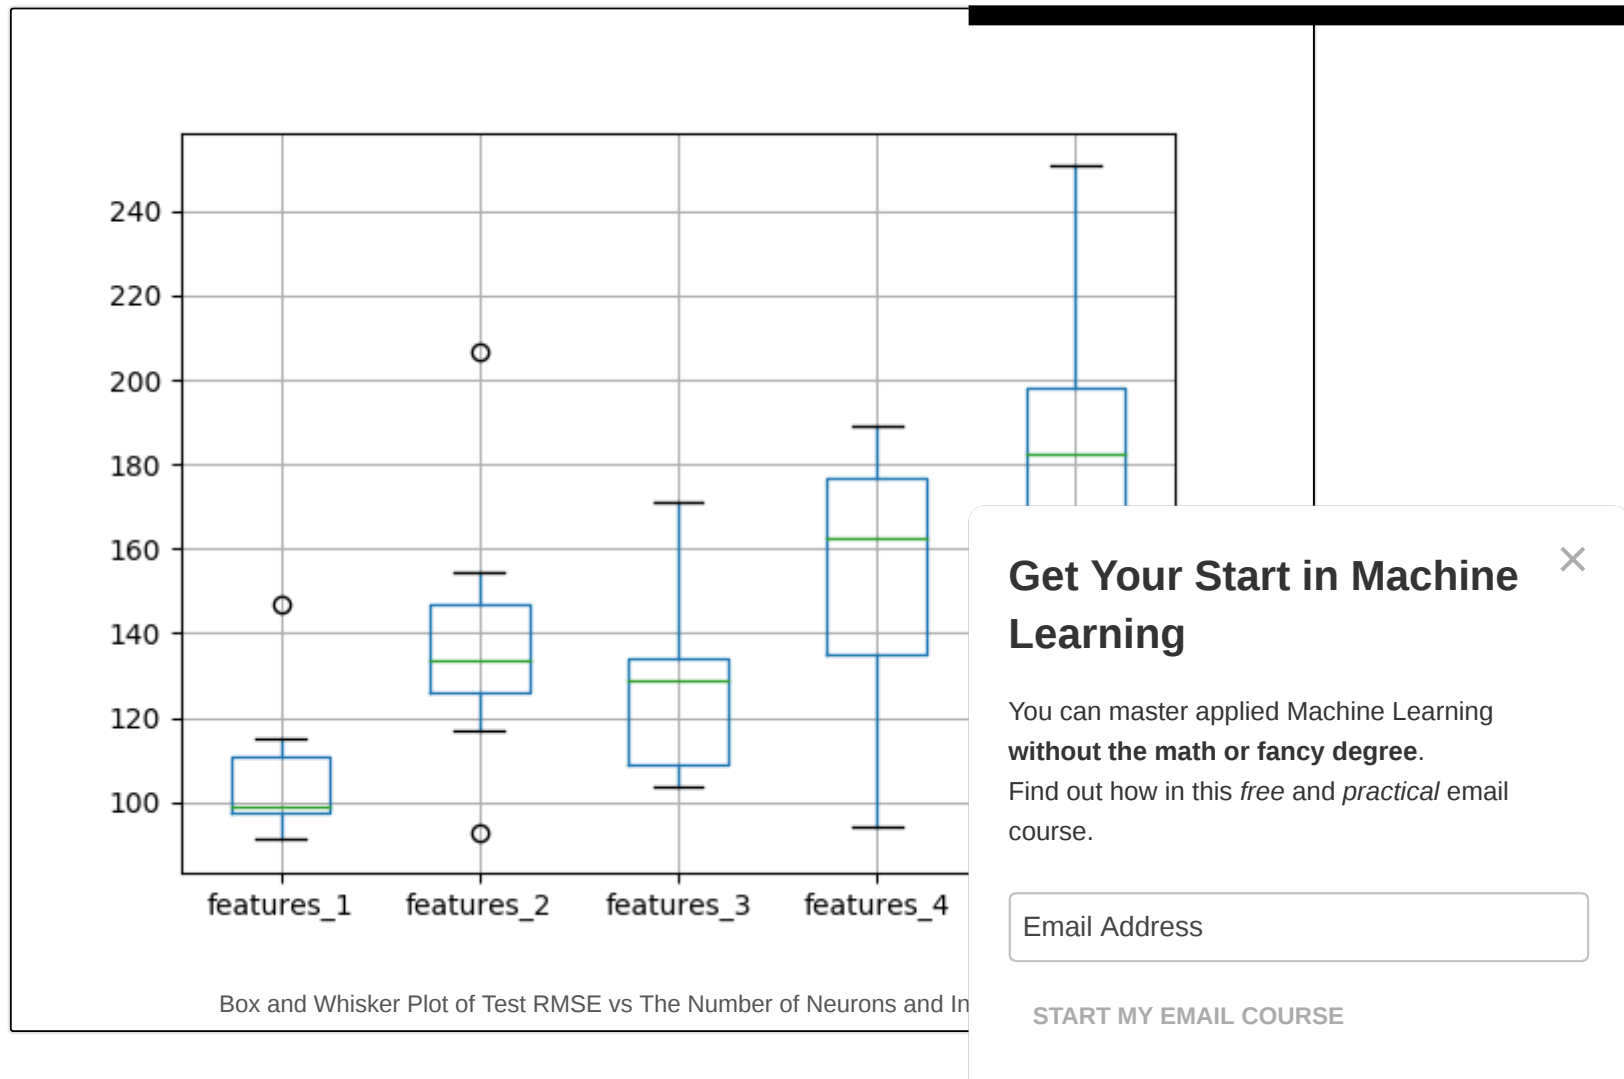 240
220
200
180
160
140
120
100
features_1 features_2 features_3 features_4
Box and Whisker Plot of Test RMSE vs The Number of Neurons and In
Get Your Start in Machine
Learning
×
You can master applied Machine Learning
without the math or fancy degree.
Find out how in this free and practical email
course.
Email Address
START MY EMAIL COURSE